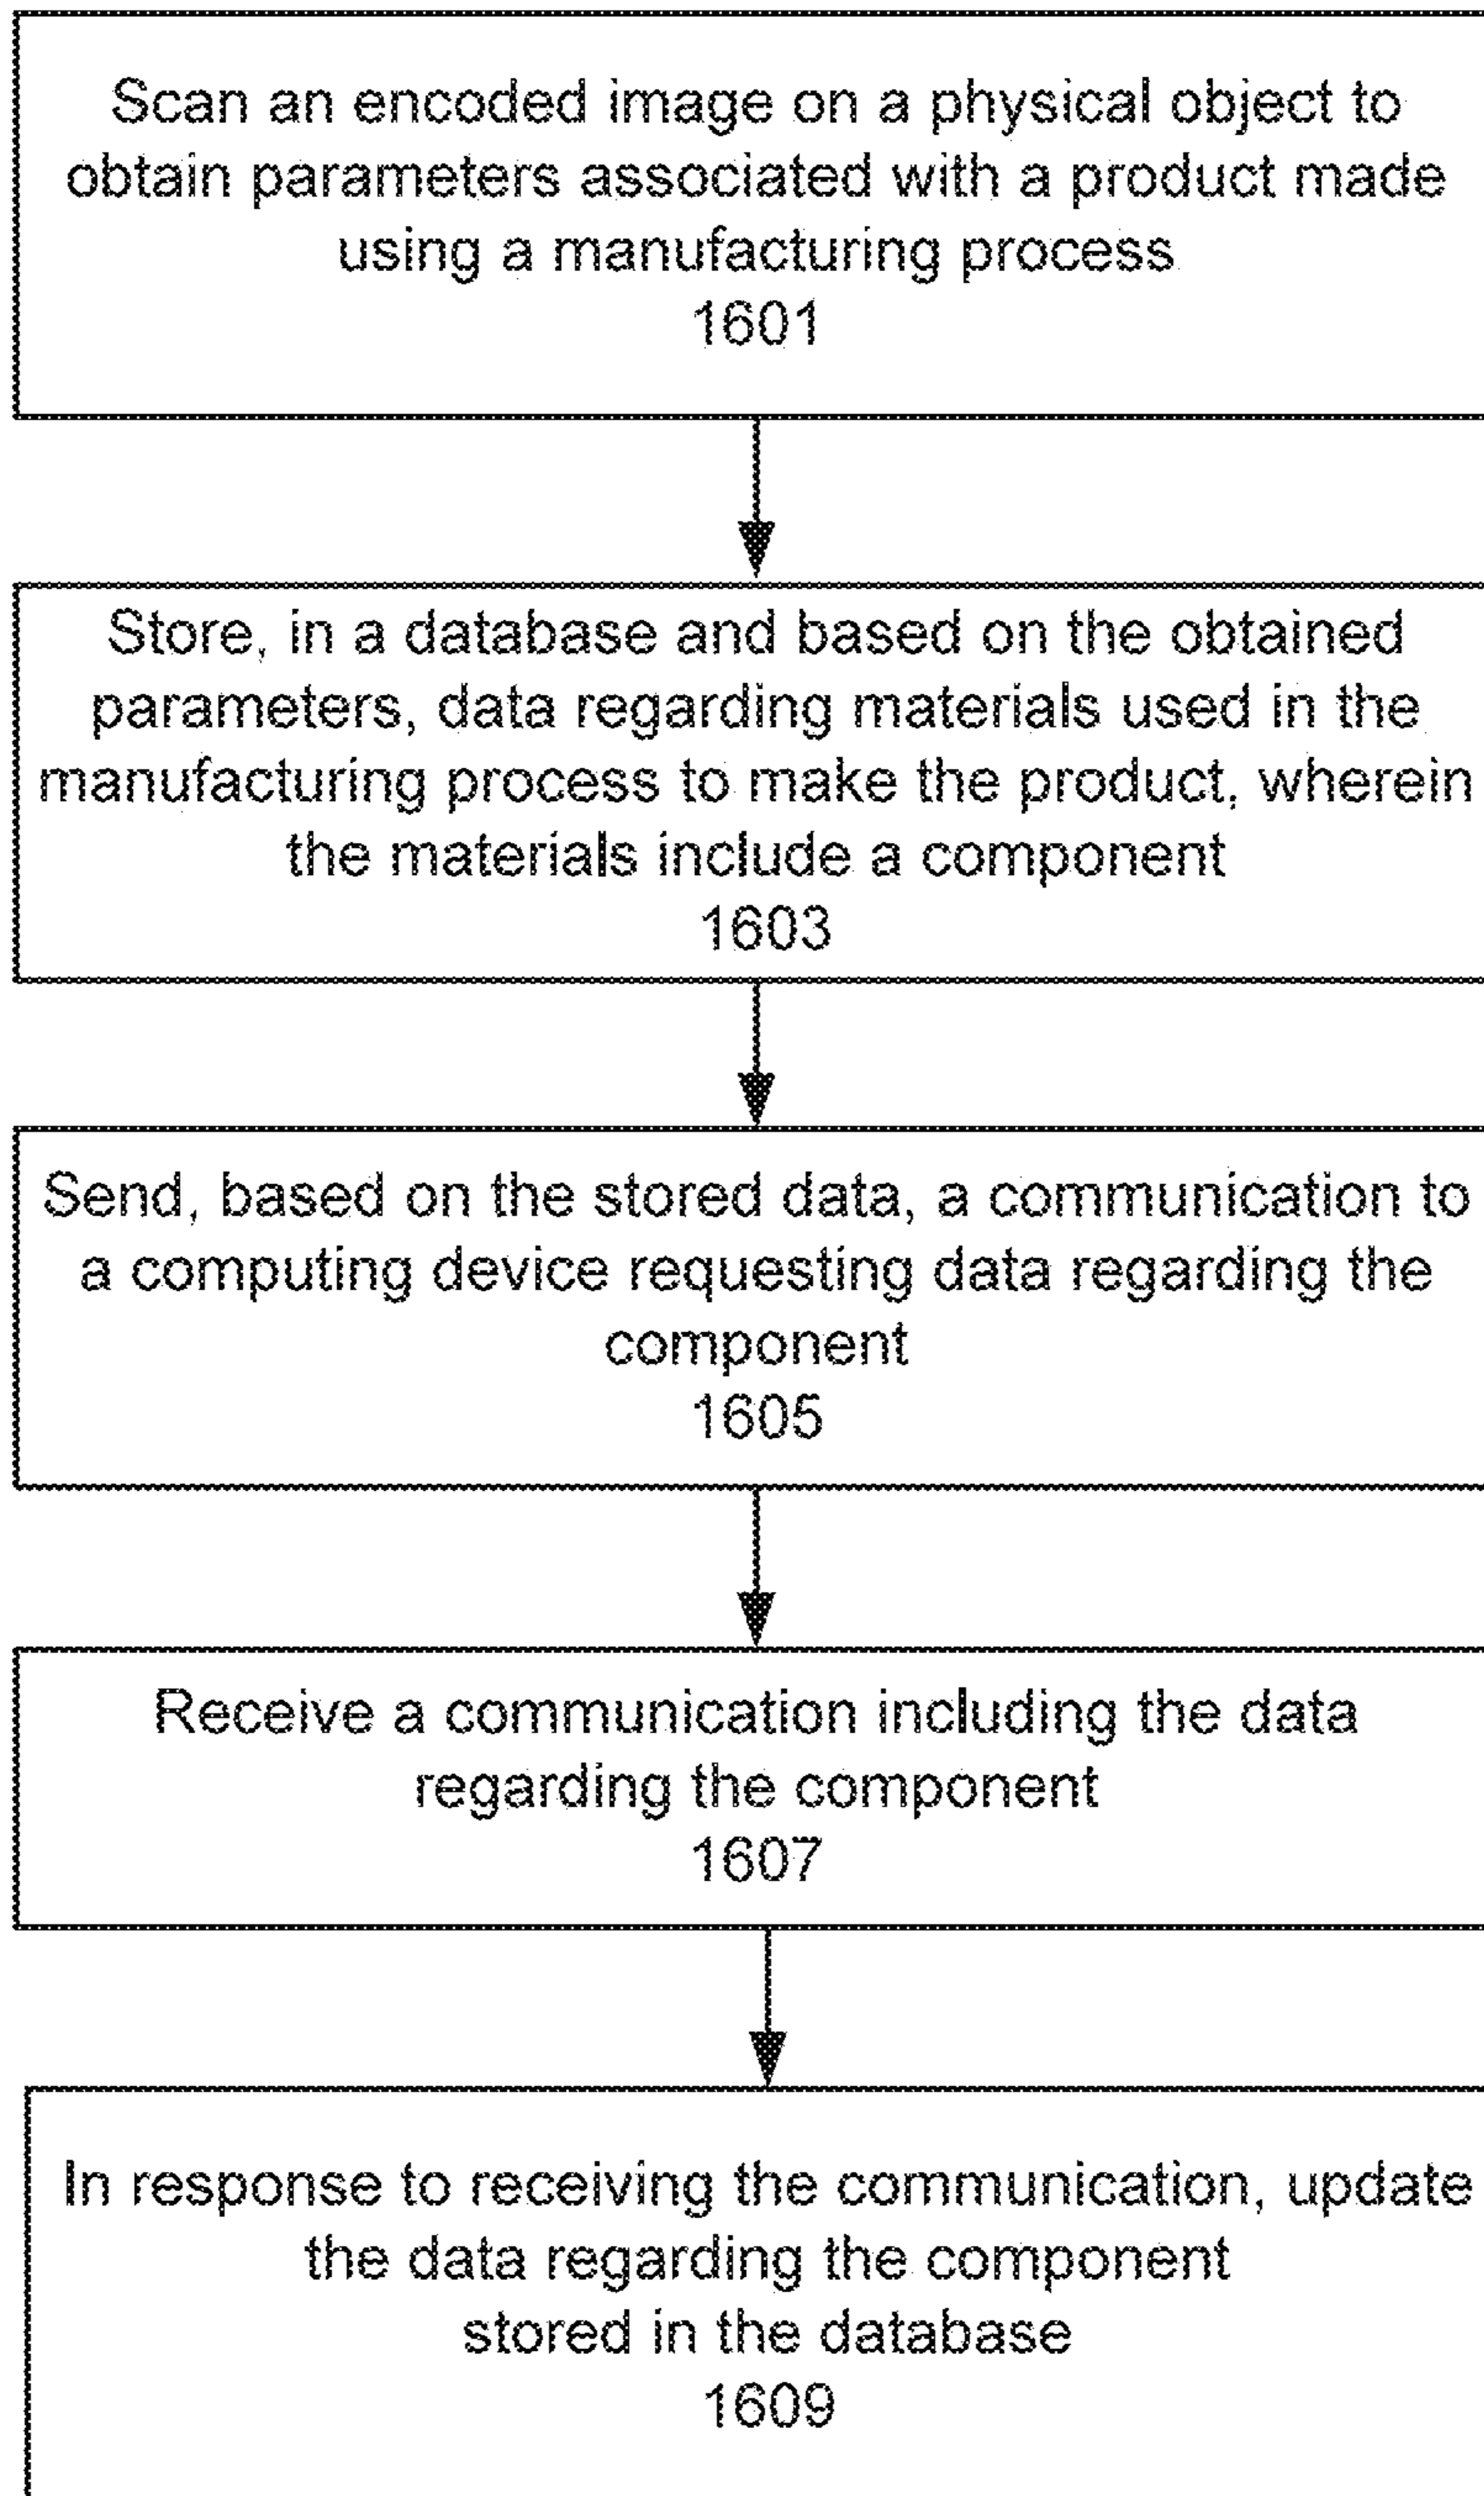 Scan an encoded image on a physical object to
obtain parameters associated with a product made
using a manufacturing process
1601
Store, in a database and based on the obtained
parameters, data regarding materials used in the
manufacturing process to make the product, wherein
the materials include a component
1603
Send, based on the stored data, a communication to
a computing device requesting data regarding the
component
1605
Receive a communication including the data
regarding the component
1607
In response to receiving the communication, update
the data regarding the component
stored in the database
1609